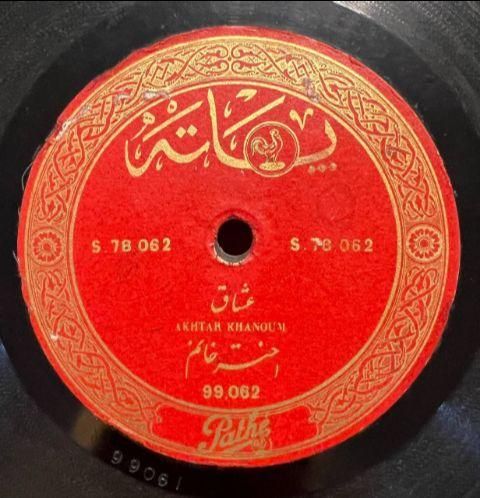 پاته
S.78.062 S.78.062
عشاق
AKHTAR KHANOUM
اختر خانم
99.062
Pathé
99061